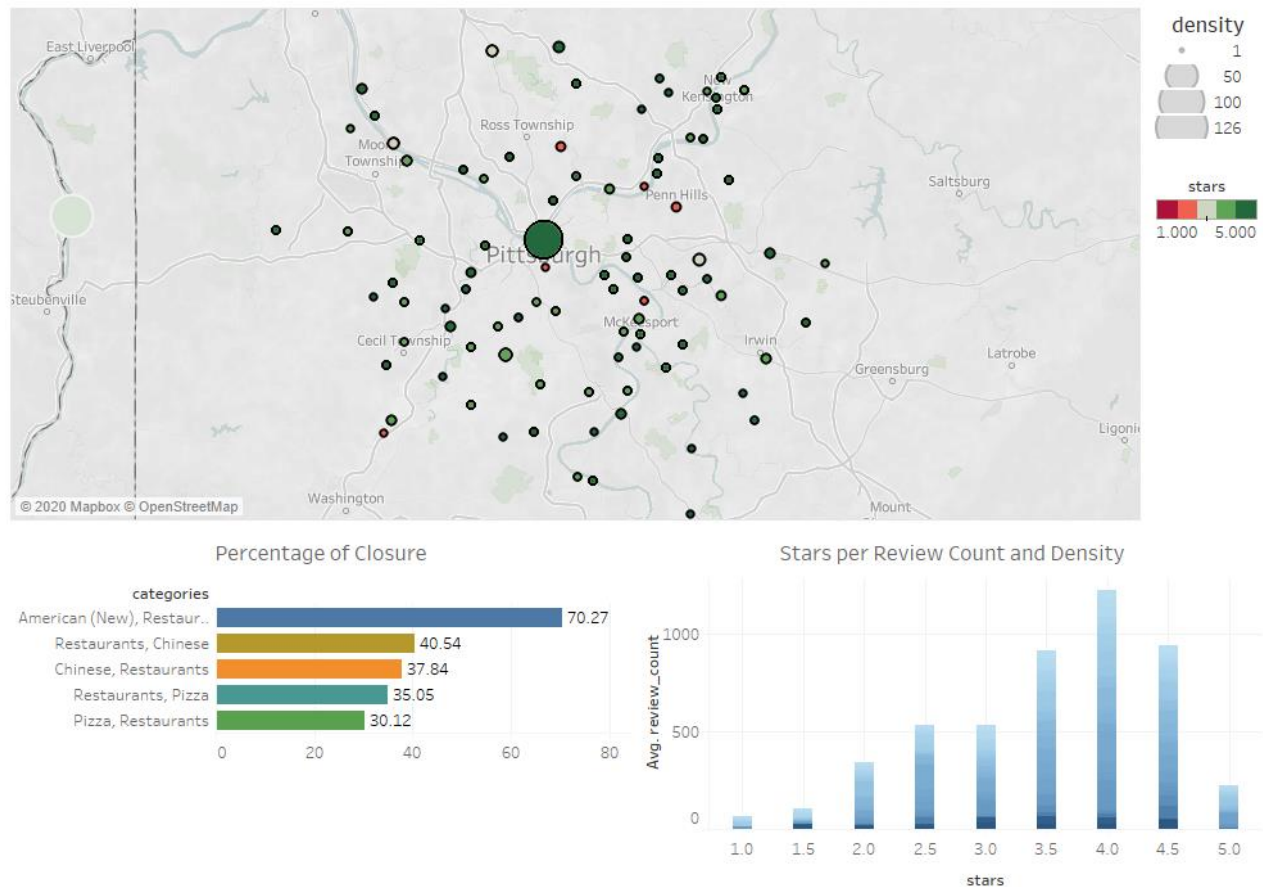 East Liverpool
New
Kensington
Ross Township
Moon
Township
Penn Hills
Saltsburg
Pittsburgh
Steubenville
McKeesport
Cecil Township
Irwin
Latrobe
Greensburg
Washington
Mount
© 2020 Mapbox © OpenStreetMap
density
1
50
100
126
stars
1.000 5.000
Percentage of Closure
categories
American (New), Restaur.. 70.27
Restaurants, Chinese 40.54
Chinese, Restaurants 37.84
Restaurants, Pizza 35.05
Pizza, Restaurants 30.12
0 20 40 60 80
Stars per Review Count and Density
Avg. review_count
1000
500
0
1.0 1.5 2.0 2.5 3.0 3.5 4.0 4.5 5.0
stars